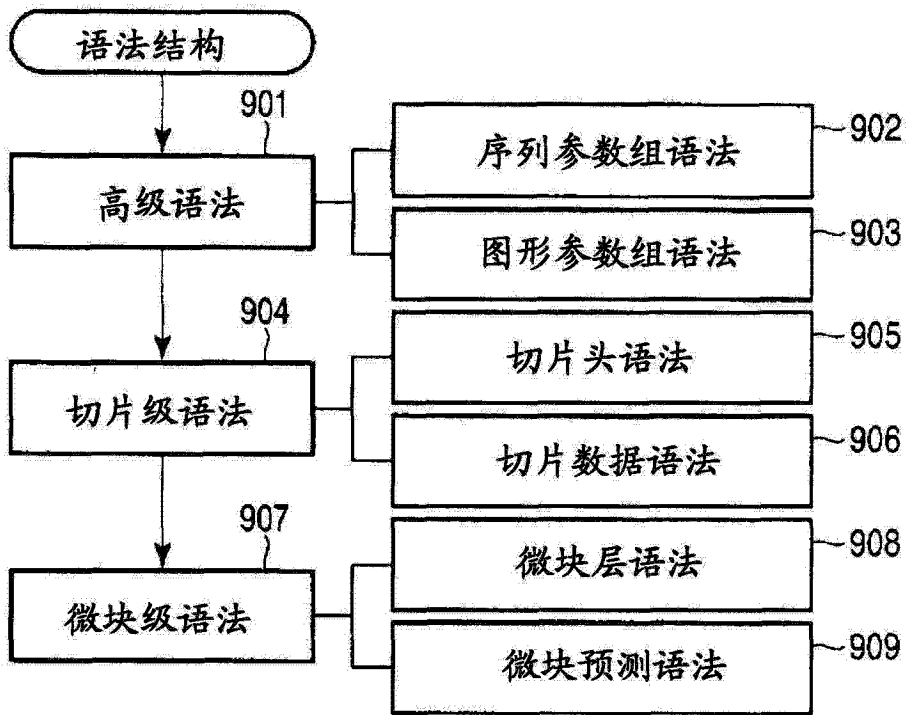 语法结构
901
高级语法
序列参数组语法
902
图形参数组语法
903
904
切片级语法
切片头语法
905
切片数据语法
906
907
微块级语法
微块层语法
908
微块预测语法
909